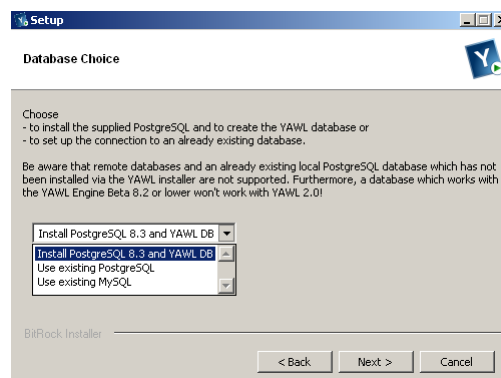 Setup
Database Choice
Y
Choose
- to install the supplied PostgreSQL and to create the YAWL database or
- to set up the connection to an already existing database.
Be aware that remote databases and an already existing local PostgreSQL database which has not
been installed via the YAWL installer are not supported. Furthermore, a database which works with
the YAWL Engine Beta 8.2 or lower won't work with YAWL 2.0!
Install PostgreSQL 8.3 and YAWL DB
Install PostgreSQL 8.3 and YAWL DB
Use existing PostgreSQL
Use existing MySQL
BitRock Installer
< Back Next > Cancel